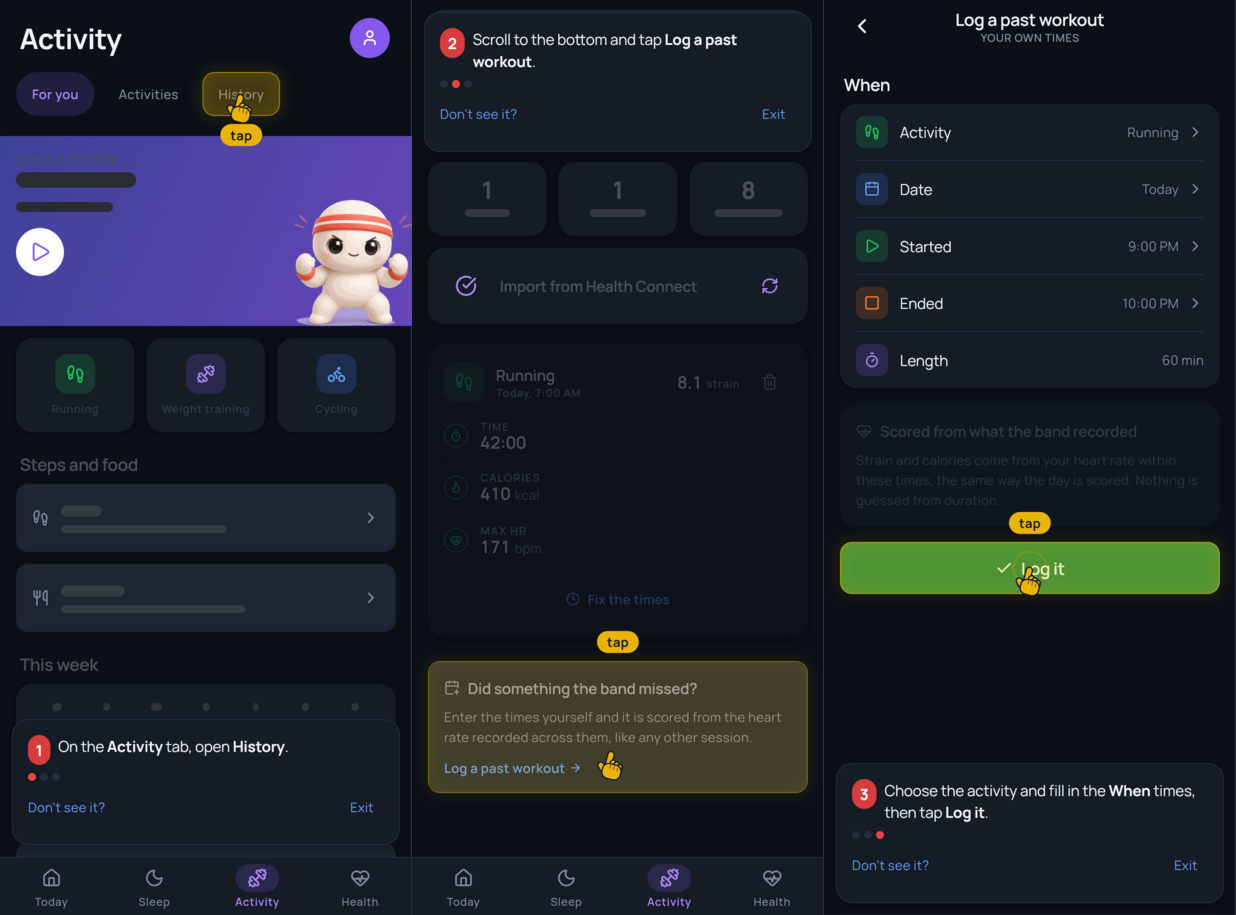 Activity
For you
Activities
History
tap
START A SESSION
Running
Weight training
Cycling
Steps and food
This week
1
On the Activity tab, open History.
Don't see it?
Exit
Today
Sleep
Activity
Health
2
Scroll to the bottom and tap Log a past
workout.
Don't see it?
Exit
1
1
8
Import from Health Connect
Running
Today, 7:00 AM
8.1 strain
TIME
42:00
CALORIES
410 kcal
MAX HR
171 bpm
Fix the times
tap
Did something the band missed?
Enter the times yourself and it is scored from the heart
rate recorded across them, like any other session.
Log a past workout →
Today
Sleep
Activity
Health
Log a past workout
YOUR OWN TIMES
When
Activity
Running
Date
Today
Started
9:00 PM
Ended
10:00 PM
Length
60 min
Scored from what the band recorded
Strain and calories come from your heart rate within
these times, the same way the day is scored. Nothing is
guessed from duration.
tap
Log it
3
Choose the activity and fill in the When times,
then tap Log it.
Don't see it?
Exit